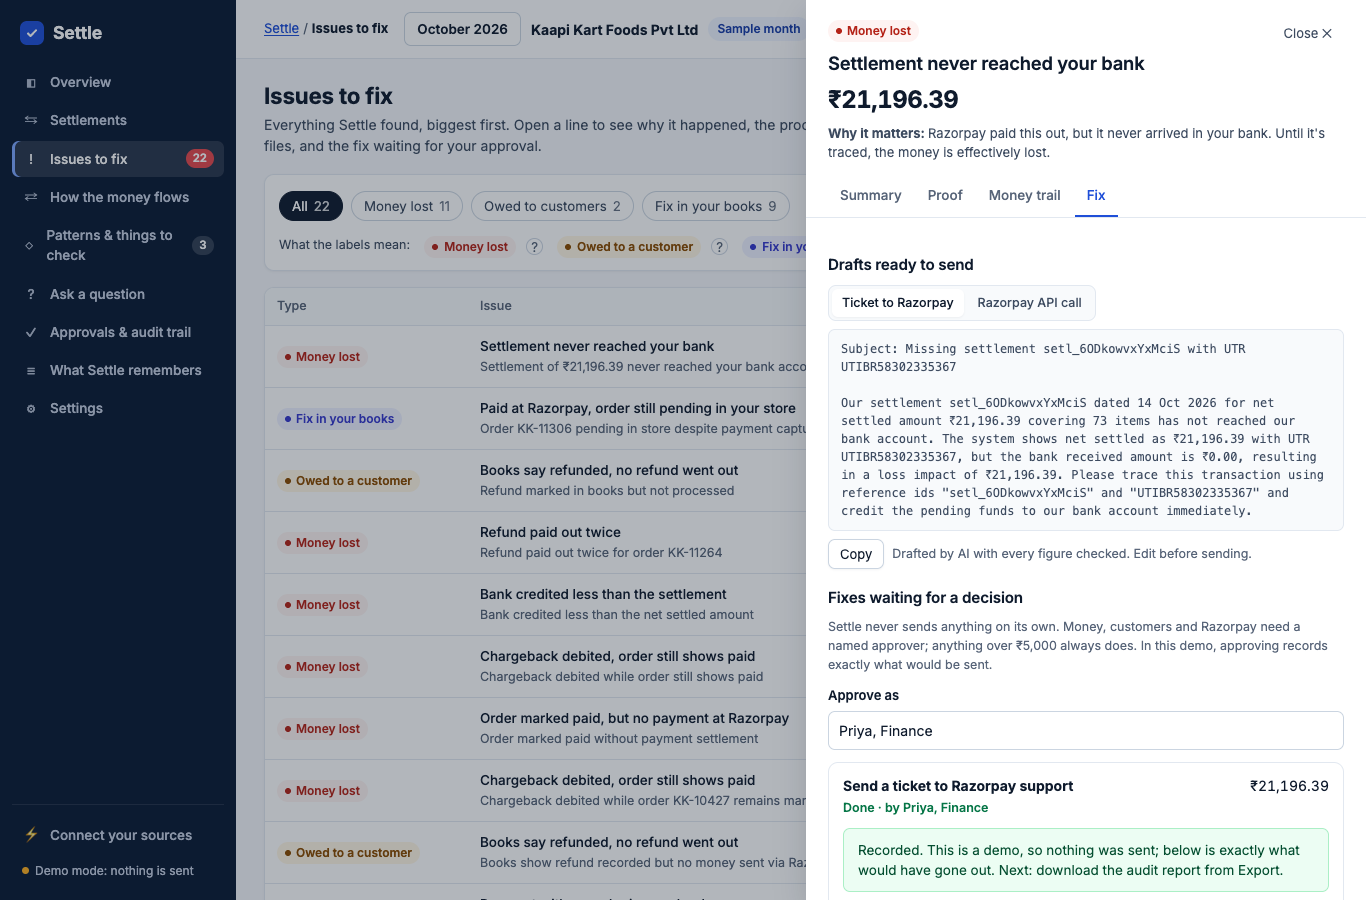 Settle
Overview
Settlements
Issues to fix 22
How the money flows
Patterns & things to check 3
Ask a question
Approvals & audit trail
What Settle remembers
Settings
Connect your sources
Demo mode: nothing is sent
Settle / Issues to fix
October 2026
Kaapi Kart Foods Pvt Ltd
Sample month
Issues to fix
Everything Settle found, biggest first. Open a line to see why it happened, the
files, and the fix waiting for your approval.
All 22
Money lost 11
Owed to customers 2
Fix in your books 9
What the labels mean:
Money lost ?
Owed to a customer ?
Fix in
Type Issue
Money lost
Settlement never reached your bank
Settlement of ₹21,196.39 never reached your bank
Fix in your books
Paid at Razorpay, order still pending in your store
Order KK-11306 pending in store despite payment
Owed to a customer
Books say refunded, no refund went out
Refund marked in books but not processed
Money lost
Refund paid out twice
Refund paid out twice for order KK-11264
Money lost
Bank credited less than the settlement
Bank credited less than the net settled amount
Money lost
Chargeback debited, order still shows paid
Chargeback debited while order still shows paid
Money lost
Order marked paid, but no payment at Razorpay
Order marked paid without payment settlement
Money lost
Chargeback debited, order still shows paid
Chargeback debited while order KK-10427 remains
Owed to a customer
Books say refunded, no refund went out
Books show refund recorded but no money sent via
Money lost
Close ×
Settlement never reached your bank
₹21,196.39
Why it matters: Razorpay paid this out, but it never arrived in your bank. Until it's
traced, the money is effectively lost.
Summary
Proof
Money trail
Fix
Drafts ready to send
Ticket to Razorpay
Razorpay API call
Subject: Missing settlement setl_6ODkowvxYxMciS with UTR
UTIBR58302335367
Our settlement setl_6ODkowvxYxMciS dated 14 Oct 2026 for net
settled amount ₹21,196.39 covering 73 items has not reached our
bank account. The system shows net settled as ₹21,196.39 with UTR
UTIBR58302335367, but the bank received amount is ₹0.00, resulting
in a loss impact of ₹21,196.39. Please trace this transaction using
reference ids "setl_6ODkowvxYxMciS" and "UTIBR58302335367" and
credit the pending funds to our bank account immediately.
Copy
Drafted by AI with every figure checked. Edit before sending.
Fixes waiting for a decision
Settle never sends anything on its own. Money, customers and Razorpay need a
named approver; anything over ₹5,000 always does. In this demo, approving records
exactly what would be sent.
Approve as
Priya, Finance
Send a ticket to Razorpay support ₹21,196.39
Done · by Priya, Finance
Recorded. This is a demo, so nothing was sent; below is exactly what
would have gone out. Next: download the audit report from Export.